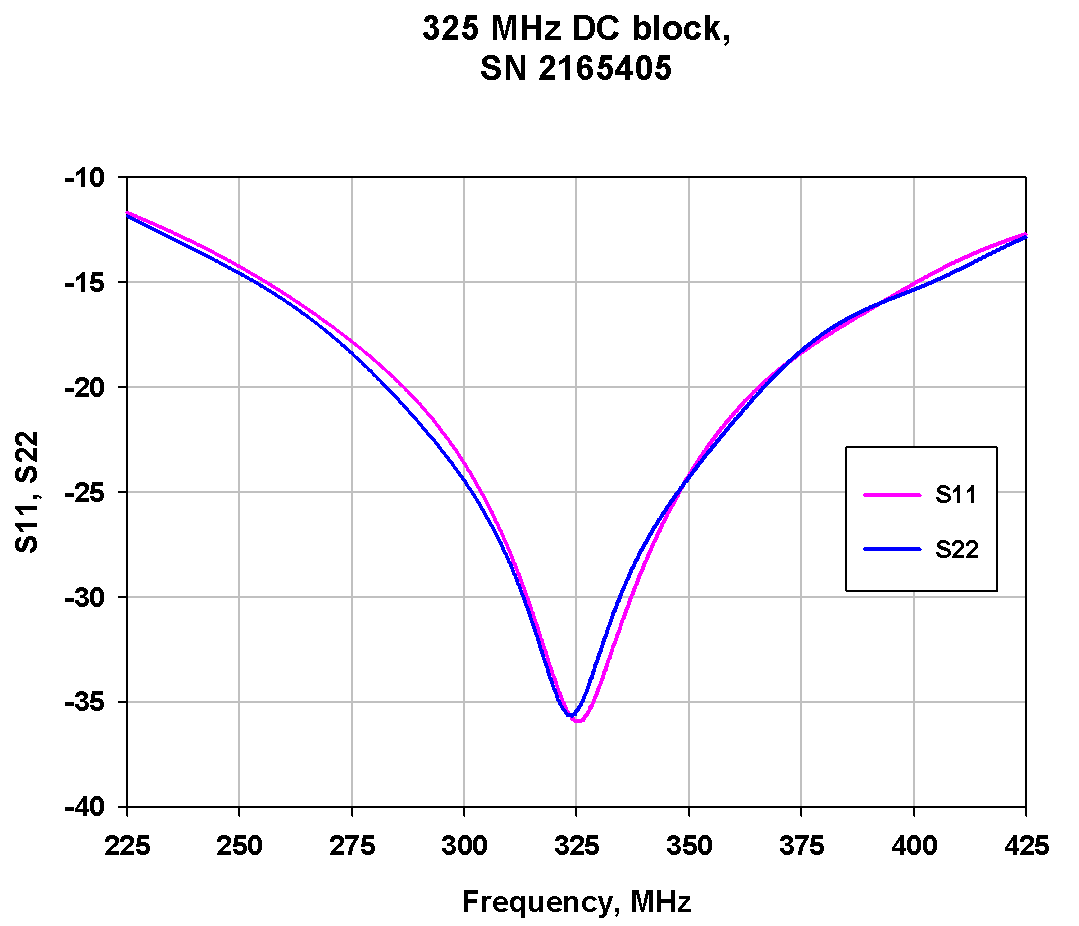 325 MHz DC block,
SN 2165405
-10
-15
-20
-25
-30
-35
-40
S11, S22
S11
S22
225 250 275 300 325 350 375 400 425
Frequency, MHz